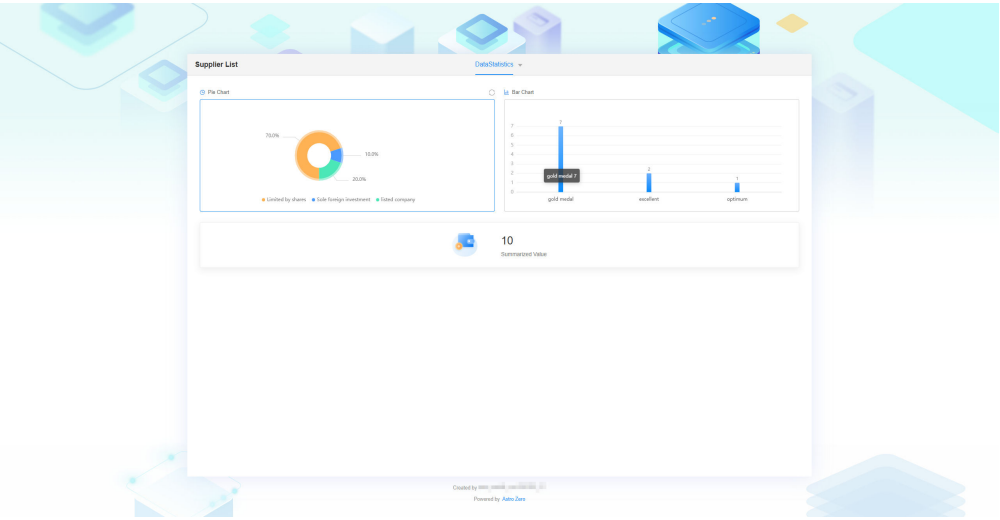 Supplier List
DataStatistics
Pie Chart
Bar Chart
70.0%
10.0%
20.0%
Limited by shares Sole foreign investment listed company
7
6
5
4
3
2
1
0
7
2
1
gold medal 7
gold medal excellent optimum
10
Summarized Value
Created by
Powered by Astro Zero